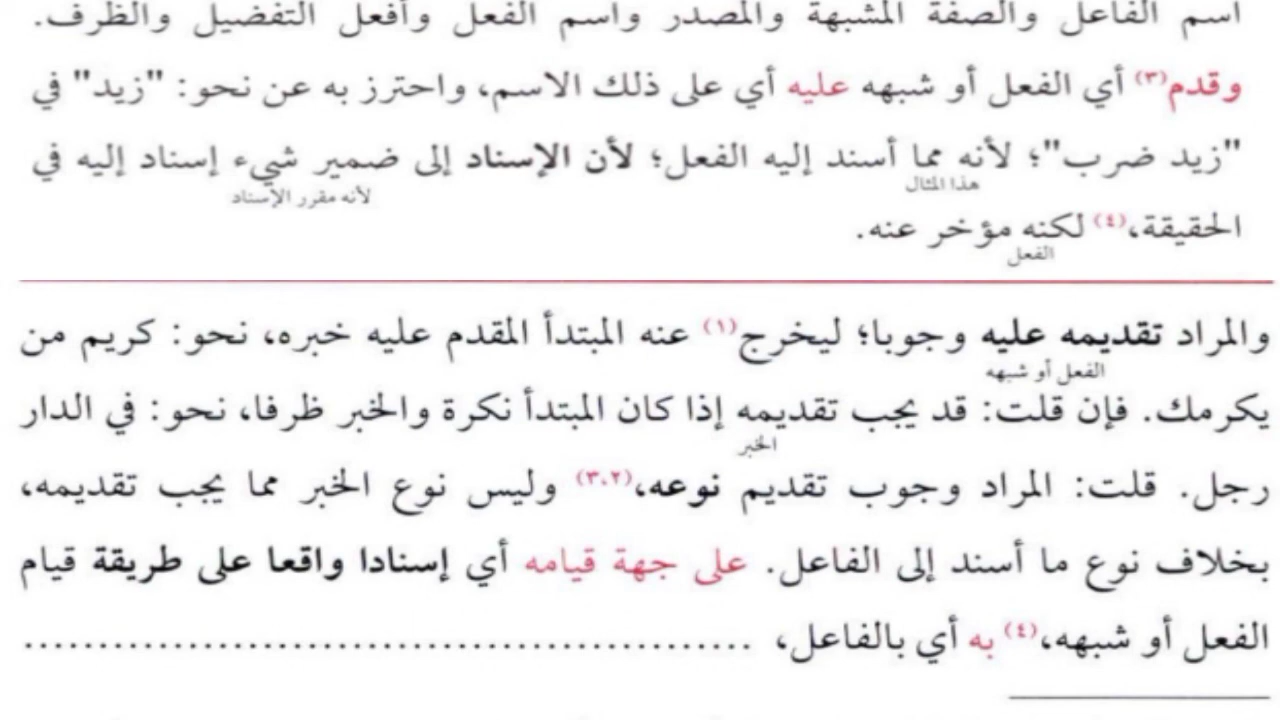 اسم الفاعل والصفة المشبهة والمصدر واسم الفعل وأفعل التفضيل والظرف.
وقدم(٣) أي الفعل أو شبهه عليه أي على ذلك الاسم، واحترز به عن نحو: "زيد" في
"زيد ضرب"؛ لأنه مما أسند إليه الفعل؛ لأن الإسناد إلى ضمير شيء إسناد إليه في
هذا المثال لأنه مقرر الإسناد
الحقيقة،(٤) لكنه مؤخر عنه.
الفعل
والمراد تقديمه عليه وجوبا؛ ليخرج(١) عنه المبتدأ المقدم عليه خبره، نحو: كريم من
الفعل أو شبهه
يكرمك. فإن قلت: قد يجب تقديمه إذا كان المبتدأ نكرة والخبر ظرفا، نحو: في الدار
الخبر
رجل. قلت: المراد وجوب تقديم نوعه،(٣،٢) وليس نوع الخبر مما يجب تقديمه،
بخلاف نوع ما أسند إلى الفاعل. على جهة قيامه أي إسنادا واقعا على طريقة قيام
الفعل أو شبهه،(٤) به أي بالفاعل، ................................................